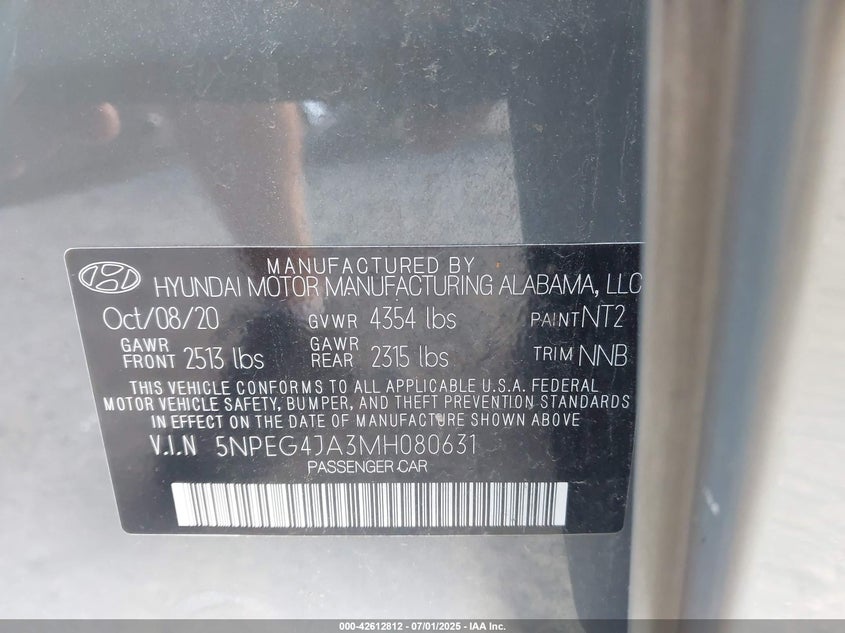 MANUFACTURED BY
HYUNDAI MOTOR MANUFACTURING ALABAMA, LLC
Oct/08/20 GVWR 4354 lbs PAINT NT2
GAWR FRONT 2513 lbs GAWR REAR 2315 lbs TRIM NNB
THIS VEHICLE CONFORMS TO ALL APPLICABLE U.S.A. FEDERAL
MOTOR VEHICLE SAFETY, BUMPER, AND THEFT PREVENTION STANDARDS
IN EFFECT ON THE DATE OF MANUFACTURE SHOWN ABOVE
V.I.N 5NPEG4JA3MH080631
PASSENGER CAR
000-42612812 - 07/01/2025 - IAA Inc.